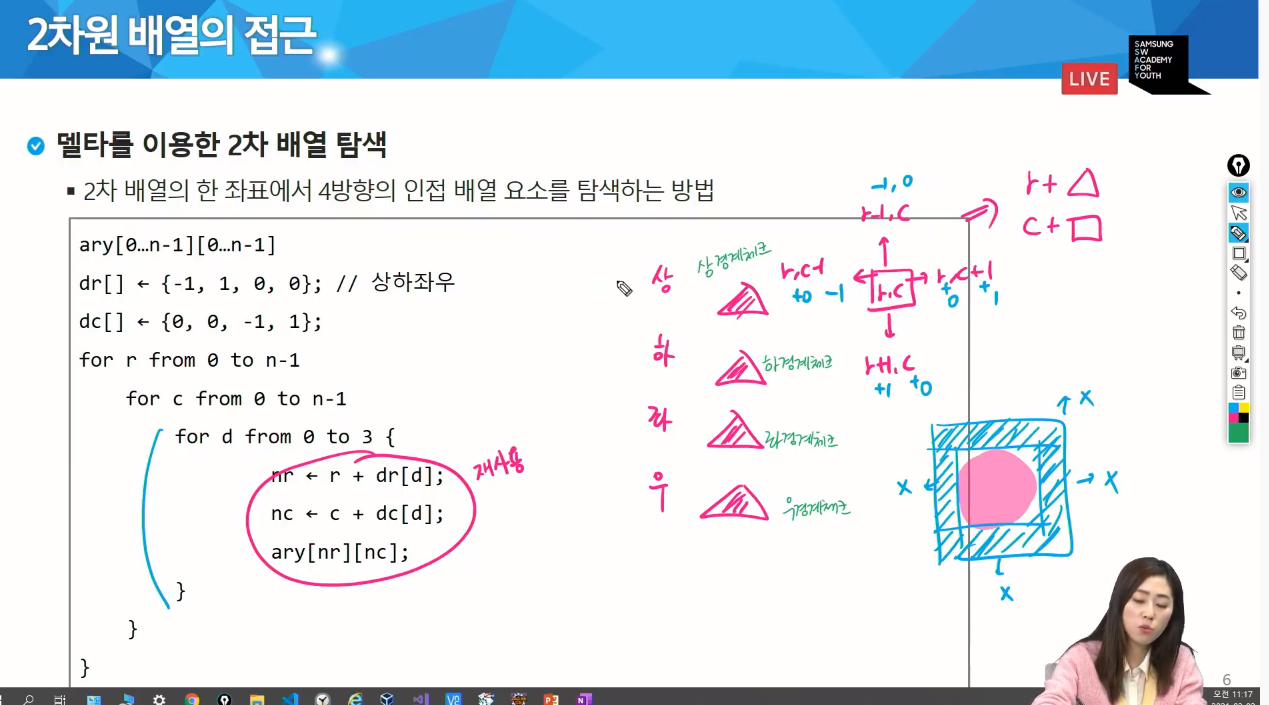 2차원 배열의 접근
SAMSUNG
SW
ACADEMY
FOR
YOUTH
LIVE
델타를 이용한 2차 배열 탐색
▪ 2차 배열의 한 좌표에서 4방향의 인접 배열 요소를 탐색하는 방법
ary[0…n-1][0…n-1]
dr[] ← {-1, 1, 0, 0}; // 상하좌우
dc[] ← {0, 0, -1, 1};
for r from 0 to n-1
for c from 0 to n-1
for d from 0 to 3 {
nr ← r + dr[d];
nc ← c + dc[d];
ary[nr][nc];
}
}
}
재사용
상
상경계체크
하
하경계체크
좌
좌경계체크
우
우경계체크
-1, 0
r-1, c
r, c-1
+0 -1
r, c
r, c+1
+0 +1
r+1, c
+1 +0
r+
c+
X
X
X
X
6
오전 11:17